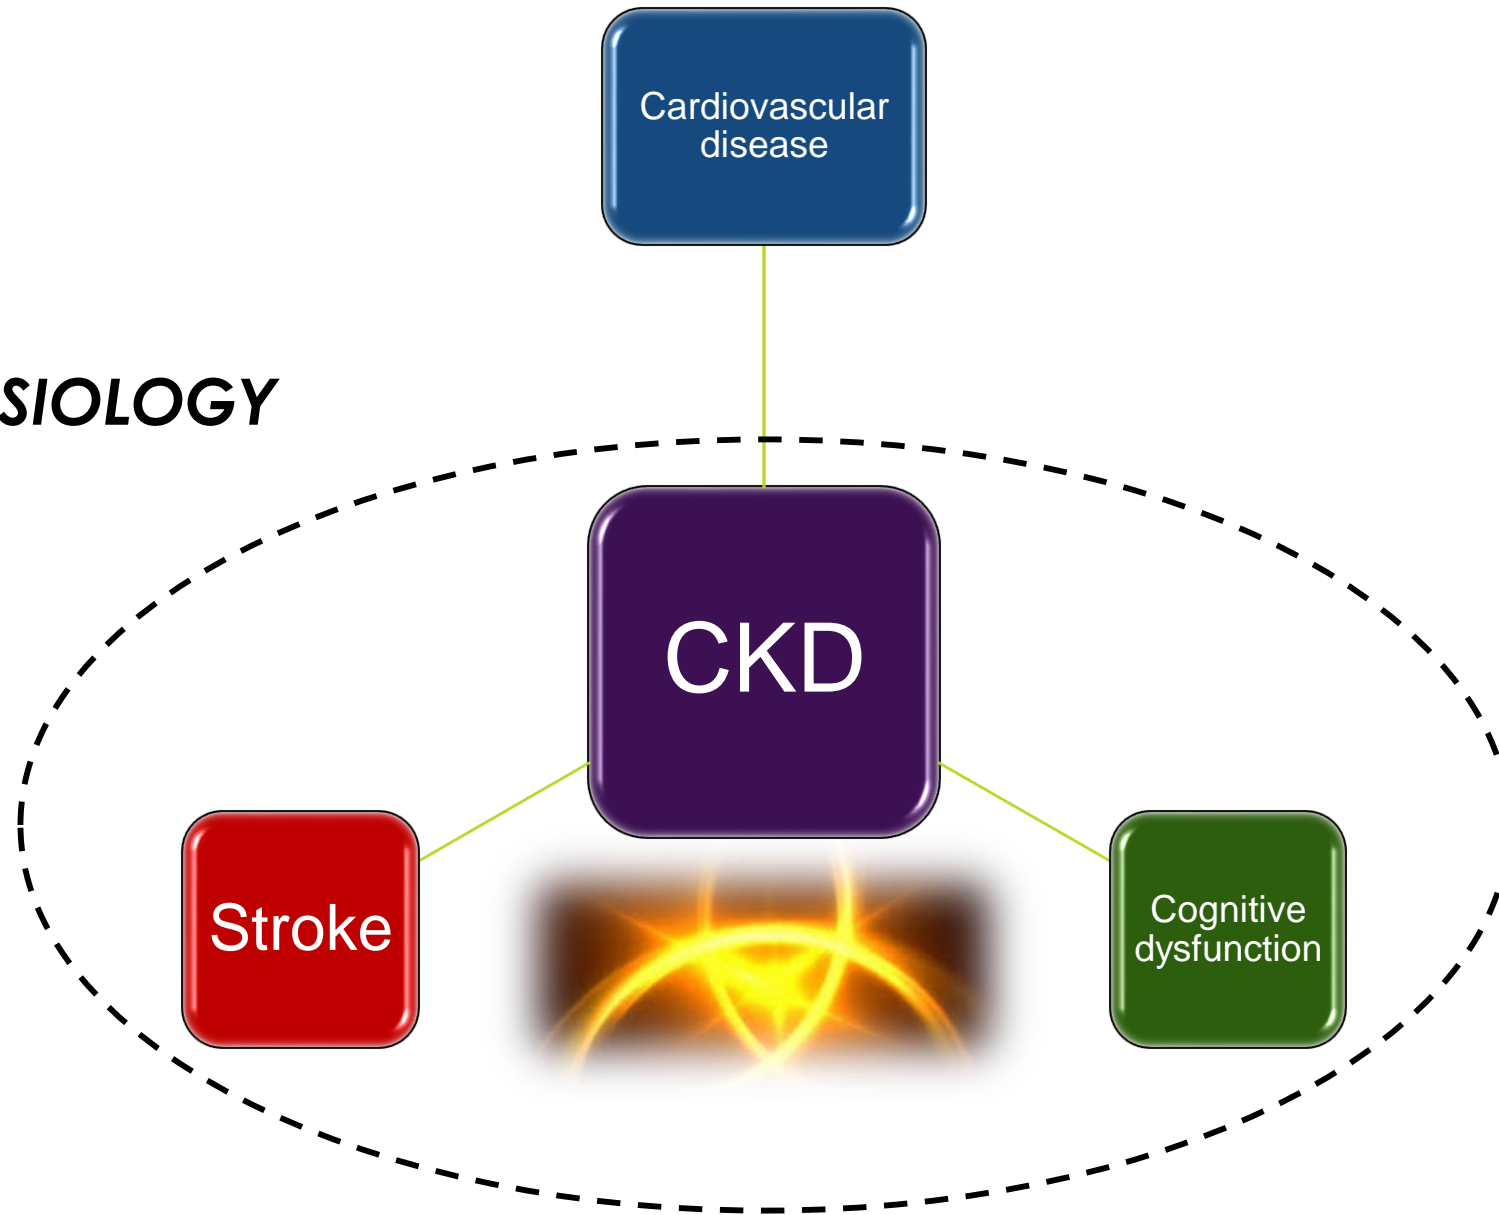 Cardiovascular
disease
SIOLOGY
CKD
Stroke
Cognitive
dysfunction